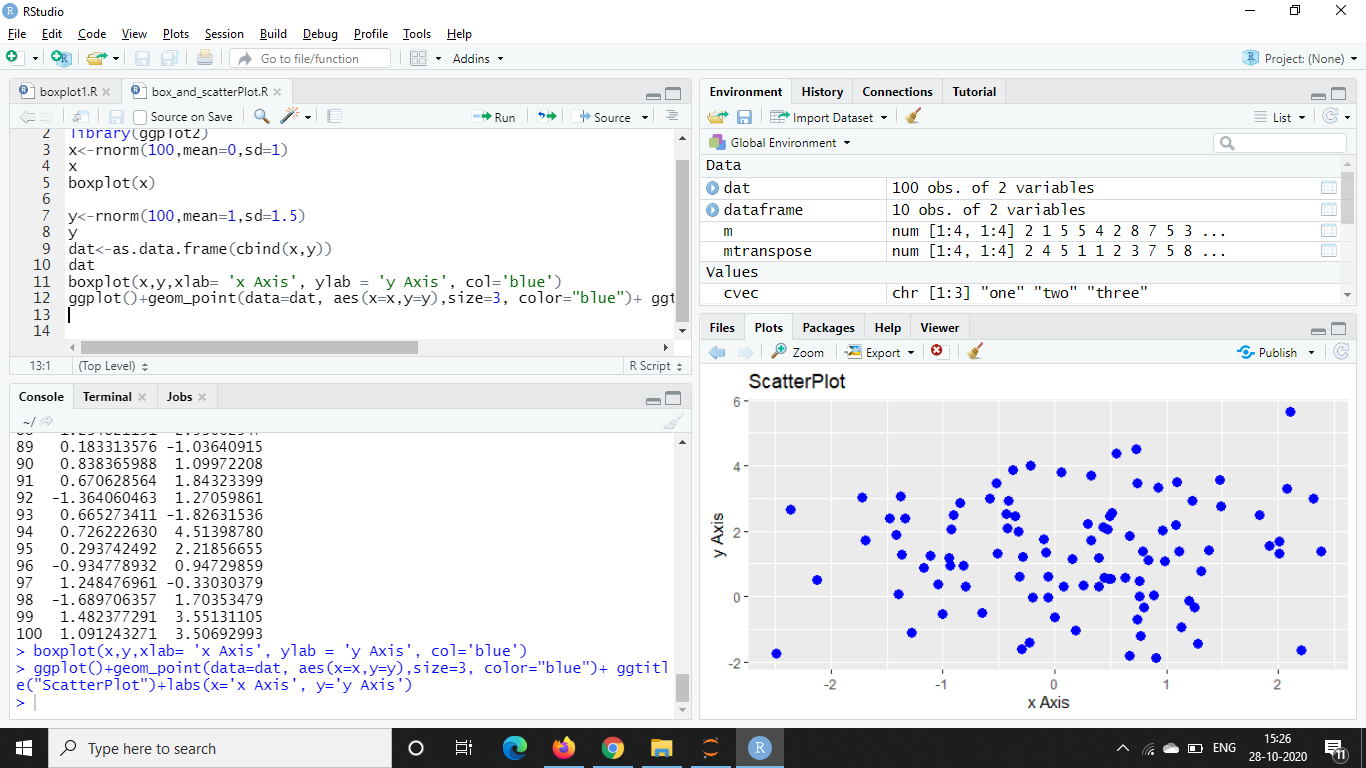 RStudio
File Edit Code View Plots Session Build Debug Profile Tools Help
Go to file/function Addins Project: (None)
boxplot1.R box_and_scatterPlot.R
Source on Save Run Source
2 library(ggplot2)
3 x<-rnorm(100,mean=0,sd=1)
4 x
5 boxplot(x)
6
7 y<-rnorm(100,mean=1,sd=1.5)
8 y
9 dat<-as.data.frame(cbind(x,y))
10 dat
11 boxplot(x,y,xlab= 'x Axis', ylab = 'y Axis', col='blue')
12 ggplot()+geom_point(data=dat, aes(x=x,y=y),size=3, color="blue")+ ggt
13
14
13:1 (Top Level) R Script
Console Terminal Jobs
~/
89 0.183313576 -1.03640915
90 0.838365988 1.09972208
91 0.670628564 1.84323399
92 -1.364060463 1.27059861
93 0.665273411 -1.82631536
94 0.726222630 4.51398780
95 0.293742492 2.21856655
96 -0.934778932 0.94729859
97 1.248476961 -0.33030379
98 -1.689706357 1.70353479
99 1.482377291 3.55131105
100 1.091243271 3.50692993
> boxplot(x,y,xlab= 'x Axis', ylab = 'y Axis', col='blue')
> ggplot()+geom_point(data=dat, aes(x=x,y=y),size=3, color="blue")+ ggtitl
e("ScatterPlot")+labs(x='x Axis', y='y Axis')
>
Environment History Connections Tutorial
Import Dataset List
Global Environment
Data
dat 100 obs. of 2 variables
dataframe 10 obs. of 2 variables
m num [1:4, 1:4] 2 1 5 5 4 2 8 7 5 3 ...
mtranspose num [1:4, 1:4] 2 4 5 1 1 2 3 7 5 8 ...
Values
cvec chr [1:3] "one" "two" "three"
Files Plots Packages Help Viewer
Zoom Export Publish
ScatterPlot
6
4
2
0
-2
y Axis
-2 -1 0 1 2
x Axis
Type here to search
ENG
15:26
28-10-2020
11